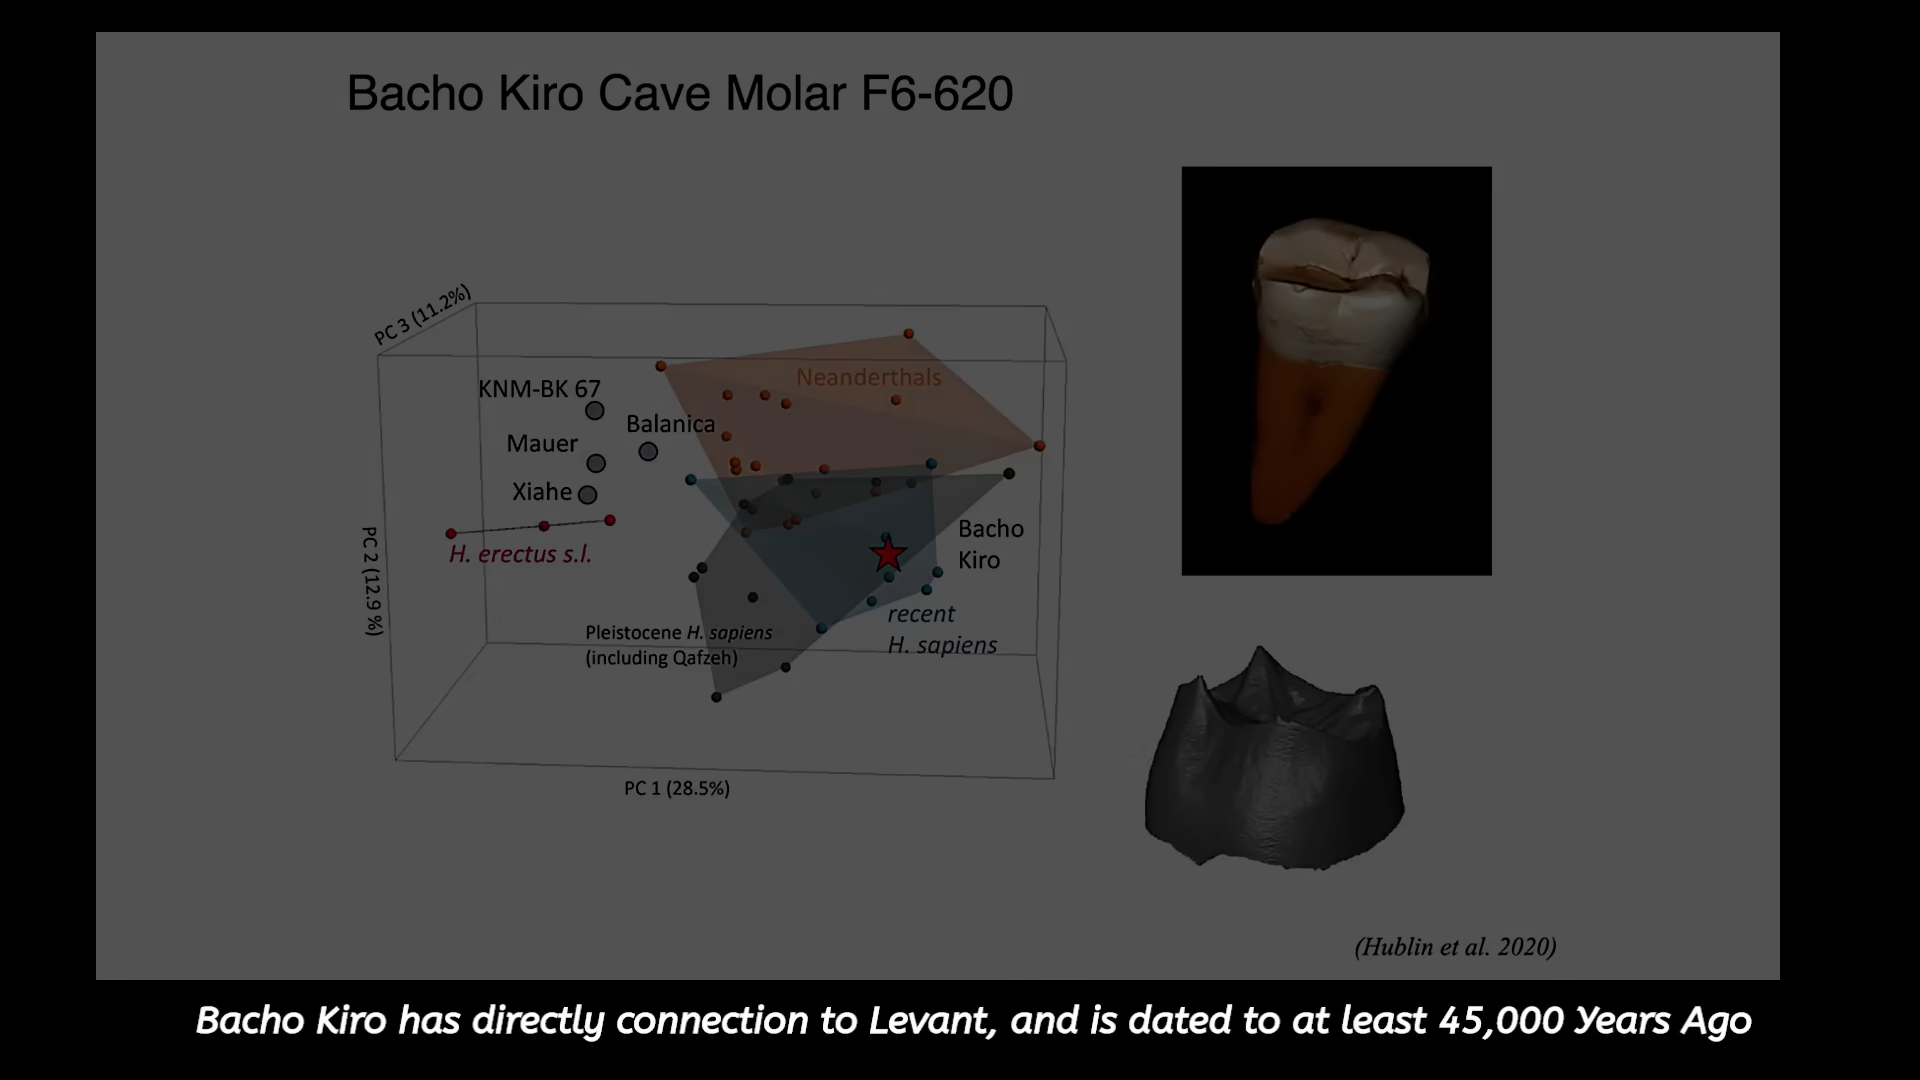 Bacho Kiro Cave Molar F6-620
PC 3 (11.2%)
KNM-BK 67
Neanderthals
Balanica
Mauer
Xiahe
H. erectus s.l.
Bacho
Kiro
PC 2 (12.9 %)
recent
H. sapiens
Pleistocene H. sapiens
(including Qafzeh)
PC 1 (28.5%)
(Hublin et al. 2020)
Bacho Kiro has directly connection to Levant, and is dated to at least 45,000 Years Ago